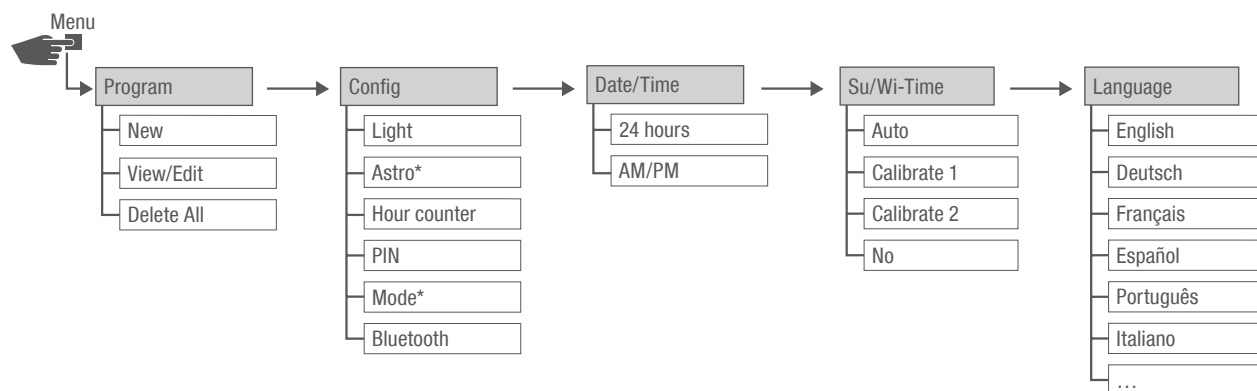 Menu
Program
New
View/Edit
Delete All
Config
Light
Astro*
Hour counter
PIN
Mode*
Bluetooth
Date/Time
24 hours
AM/PM
Su/Wi-Time
Auto
Calibrate 1
Calibrate 2
No
Language
English
Deutsch
Français
Español
Português
Italiano
...